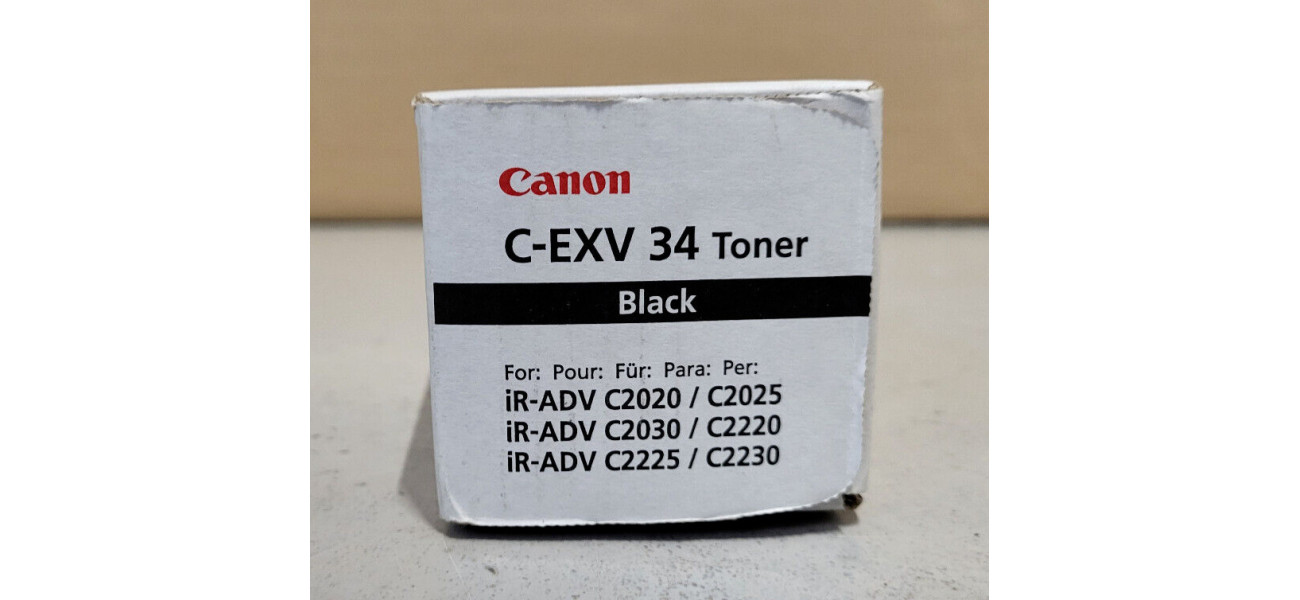 Canon
C-EXV 34 Toner
Black
For: Pour: Für: Para: Per:
iR-ADV C2020 / C2025
iR-ADV C2030 / C2220
iR-ADV C2225 / C2230